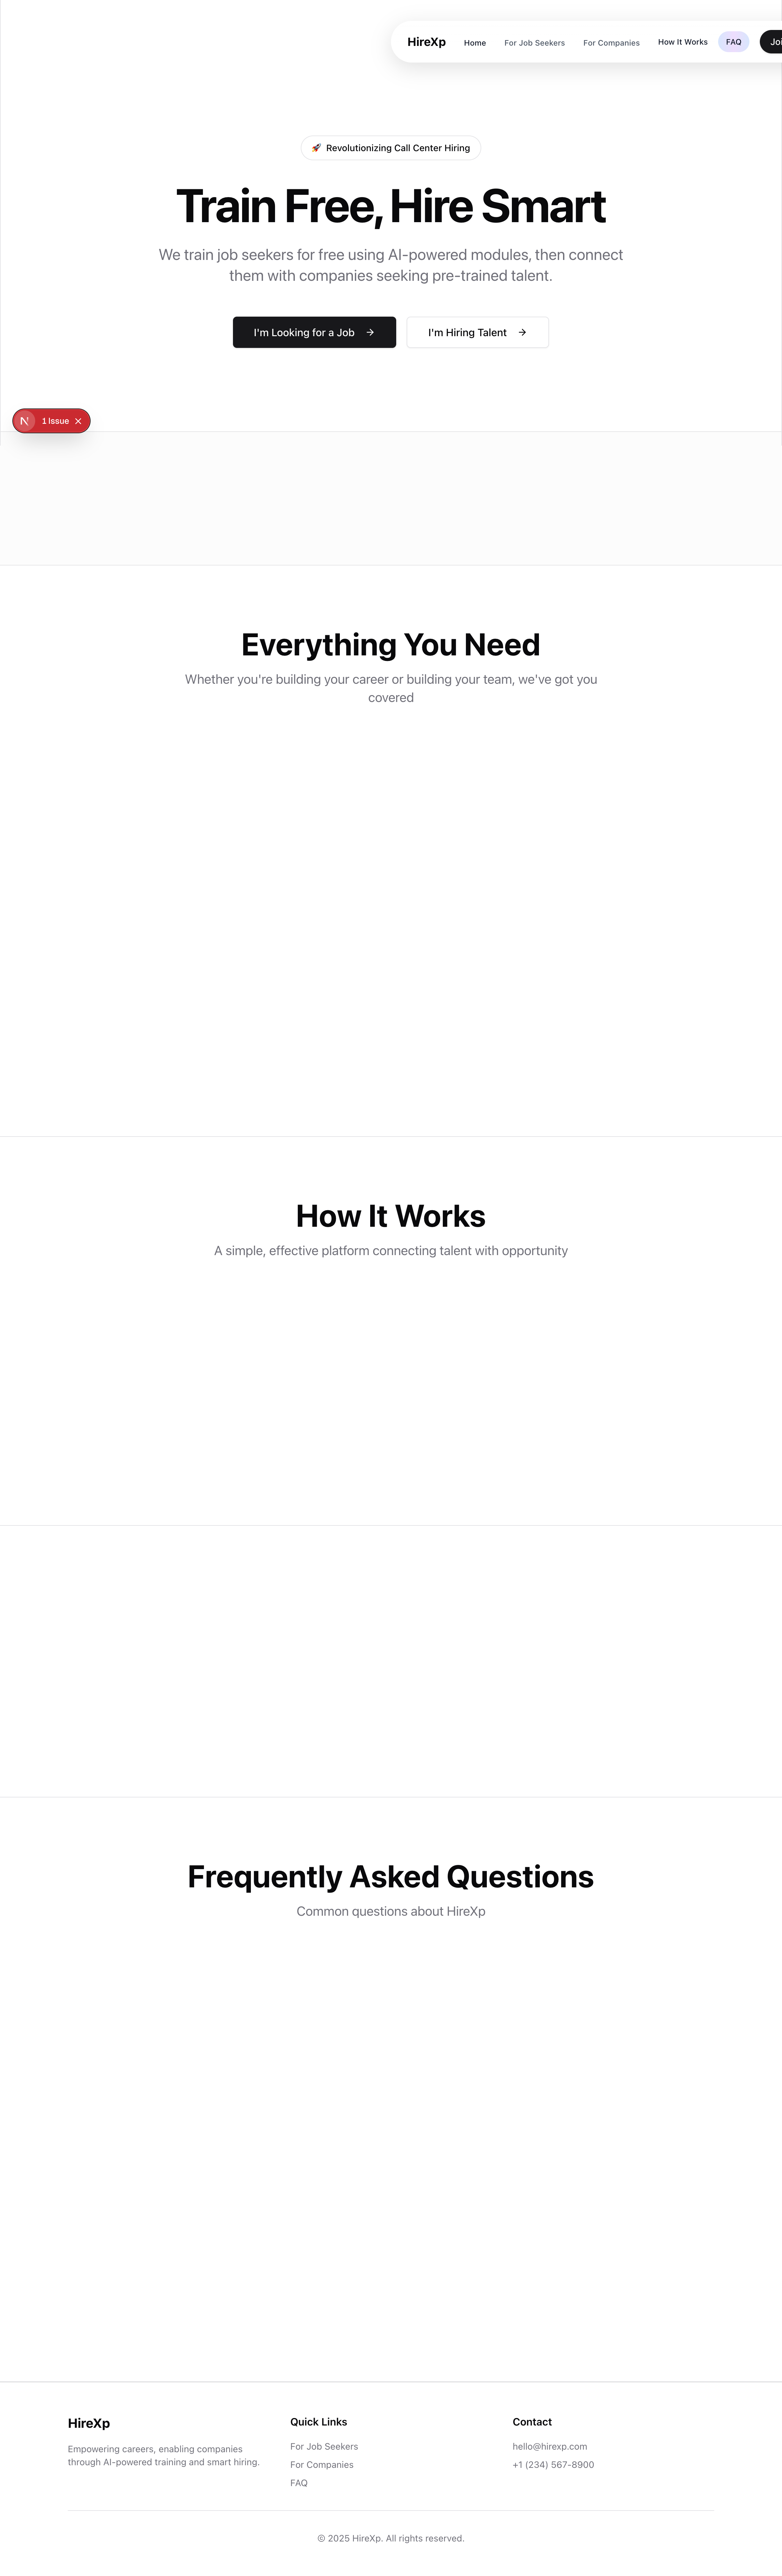 HireXp Home For Job Seekers For Companies How It Works FAQ
🚀 Revolutionizing Call Center Hiring
Train Free, Hire Smart
We train job seekers for free using AI-powered modules, then connect
them with companies seeking pre-trained talent.
I'm Looking for a Job → I'm Hiring Talent →
N 1 Issue ×
Everything You Need
Whether you're building your career or building your team, we've got you
covered
How It Works
A simple, effective platform connecting talent with opportunity
Frequently Asked Questions
Common questions about HireXp
HireXp
Empowering careers, enabling companies
through AI-powered training and smart hiring.
Quick Links
For Job Seekers
For Companies
FAQ
Contact
hello@hirexp.com
+1 (234) 567-8900
© 2025 HireXp. All rights reserved.